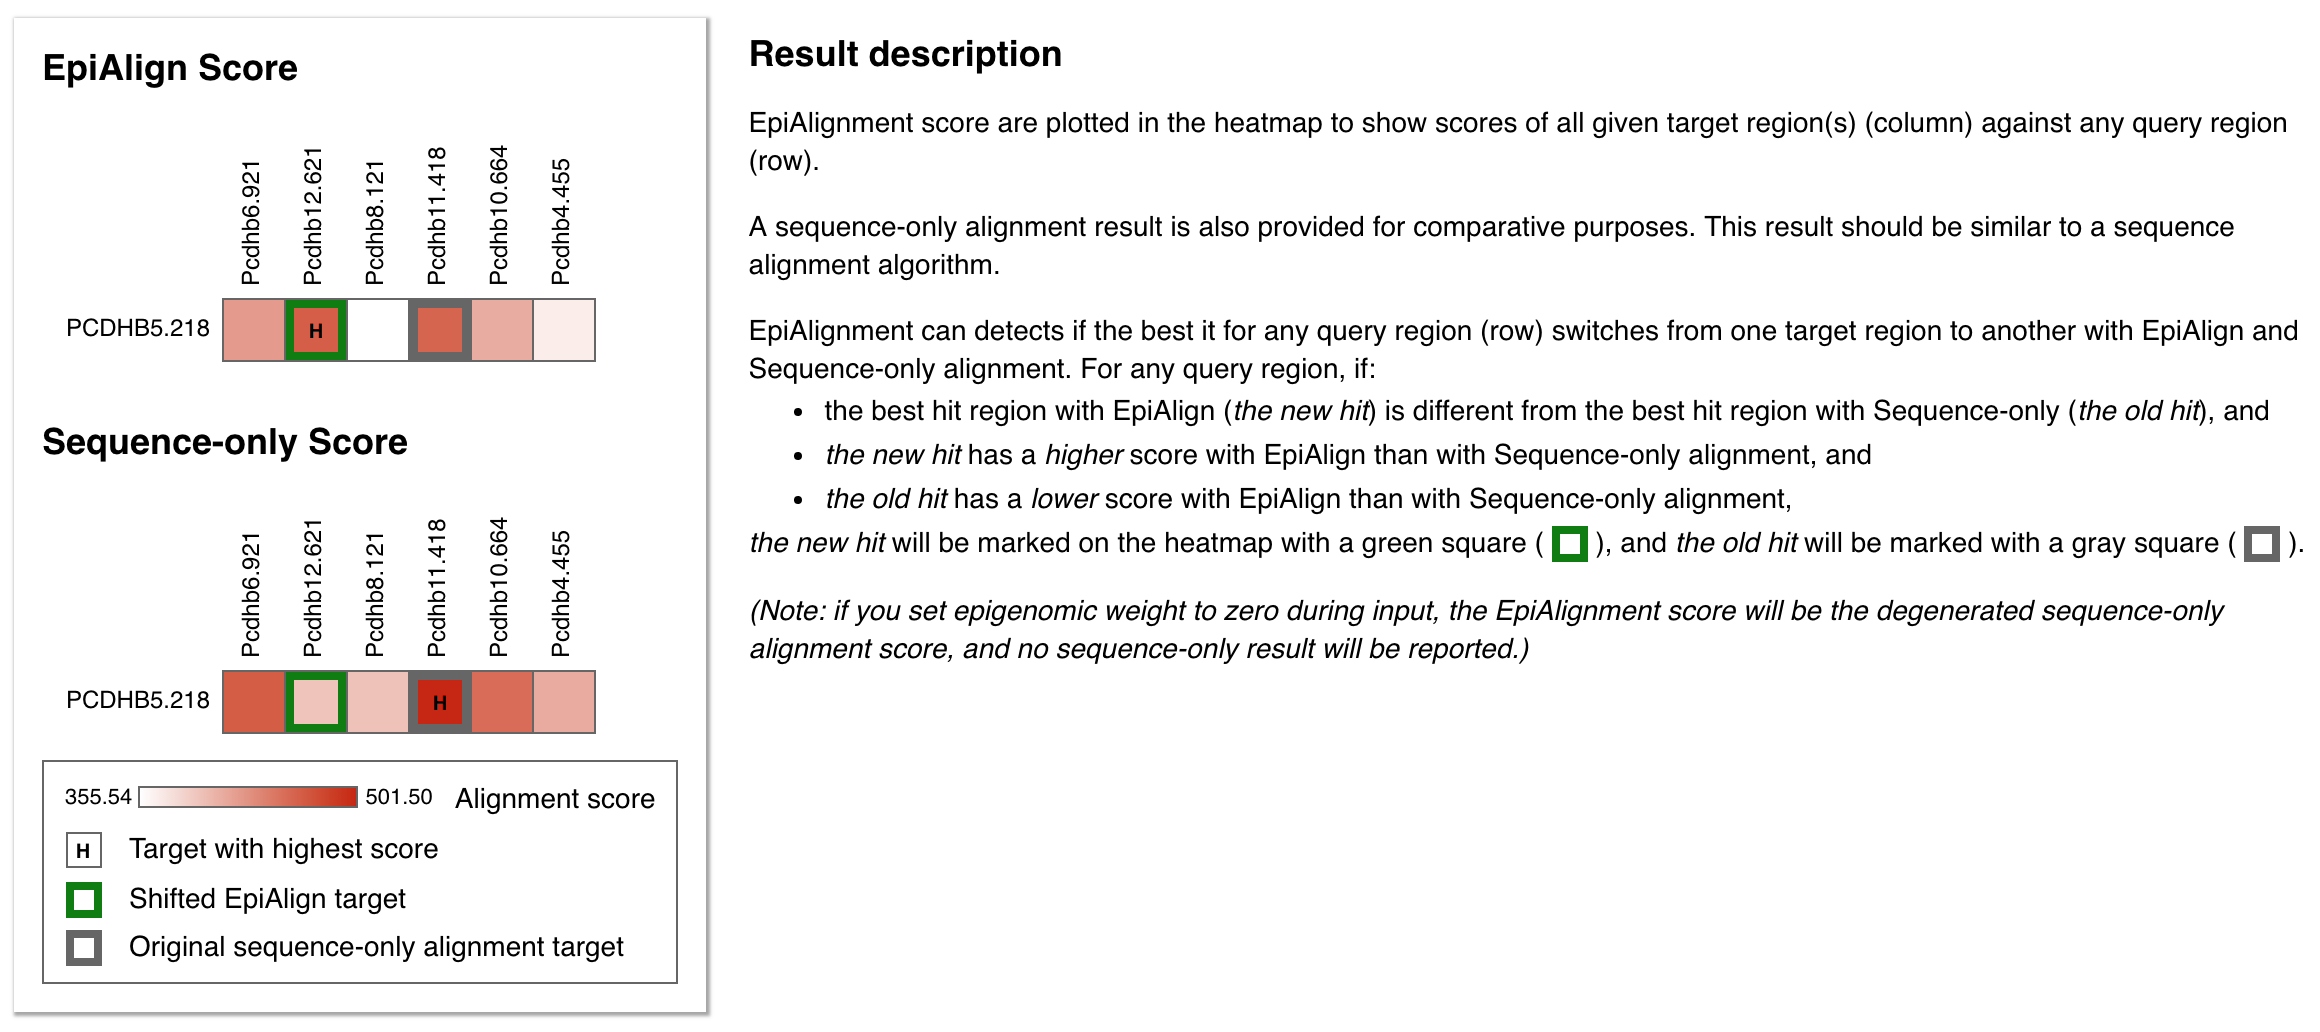 EpiAlign Score
Pcdhb6.921
Pcdhb12.621
Pcdhb8.121
Pcdhb11.418
Pcdhb10.664
Pcdhb4.455
PCDHB5.218
H
Sequence-only Score
Pcdhb6.921
Pcdhb12.621
Pcdhb8.121
Pcdhb11.418
Pcdhb10.664
Pcdhb4.455
PCDHB5.218
H
355.54 501.50 Alignment score
H Target with highest score
Shifted EpiAlign target
Original sequence-only alignment target
Result description
EpiAlignment score are plotted in the heatmap to show scores of all given target region(s) (column) against any query region
(row).
A sequence-only alignment result is also provided for comparative purposes. This result should be similar to a sequence
alignment algorithm.
EpiAlignment can detects if the best it for any query region (row) switches from one target region to another with EpiAlign and
Sequence-only alignment. For any query region, if:
• the best hit region with EpiAlign (the new hit) is different from the best hit region with Sequence-only (the old hit), and
• the new hit has a higher score with EpiAlign than with Sequence-only alignment, and
• the old hit has a lower score with EpiAlign than with Sequence-only alignment,
the new hit will be marked on the heatmap with a green square ( ), and the old hit will be marked with a gray square ( ).
(Note: if you set epigenomic weight to zero during input, the EpiAlignment score will be the degenerated sequence-only
alignment score, and no sequence-only result will be reported.)